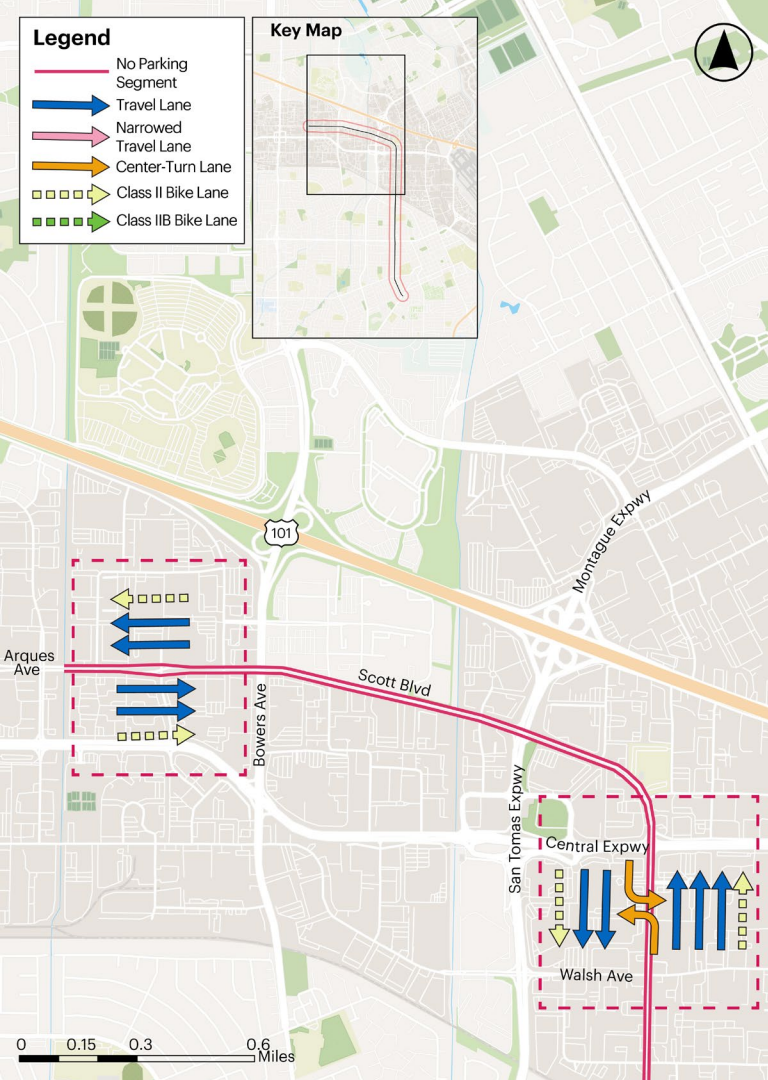 Legend
No Parking
Segment
Travel Lane
Narrowed
Travel Lane
Center-Turn Lane
Class II Bike Lane
Class IIB Bike Lane
Key Map
101
Montague Expwy
Arques
Ave
Scott Blvd
Bowers Ave
San Tomas Expwy
Central Expwy
Walsh Ave
0 0.15 0.3 0.6
Miles